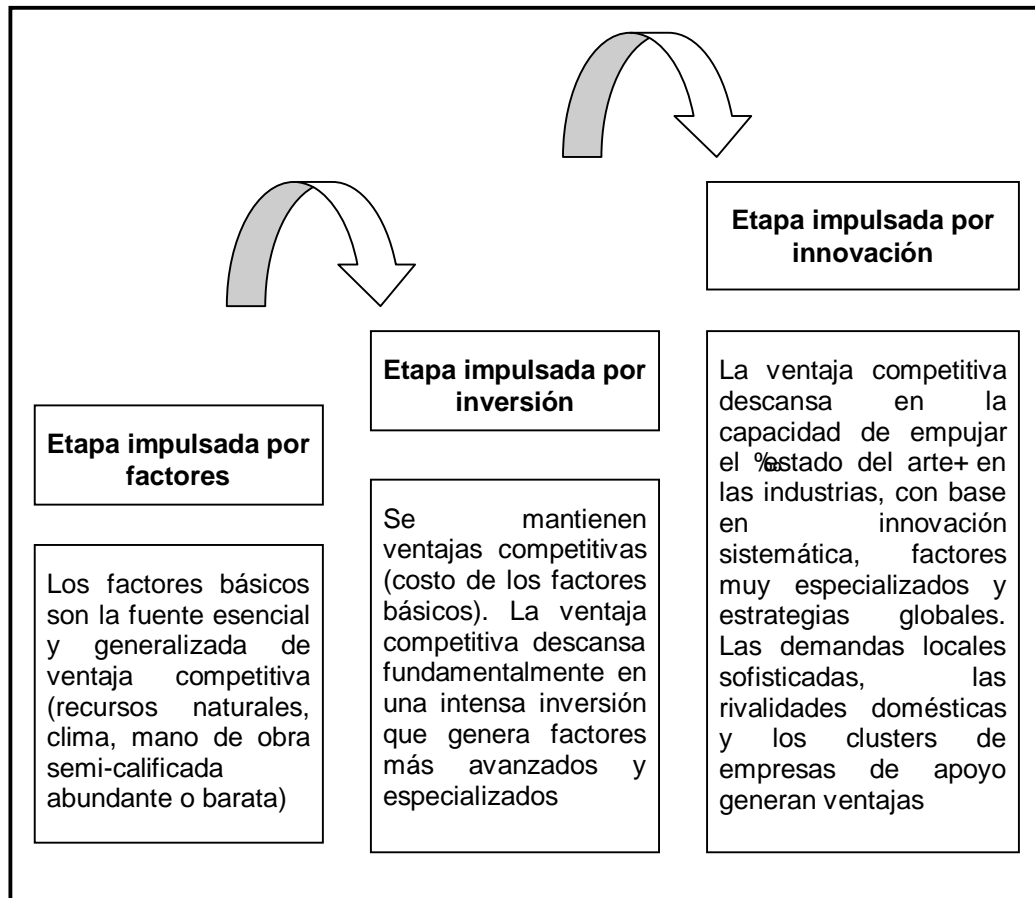 Etapa impulsada por
factores
Los factores básicos
son la fuente esencial
y generalizada de
ventaja competitiva
(recursos naturales,
clima, mano de obra
semi-calificada
abundante o barata)
Etapa impulsada por
inversión
Se mantienen
ventajas competitivas
(costo de los factores
básicos). La ventaja
competitiva descansa
fundamentalmente en
una intensa inversión
que genera factores
más avanzados y
especializados
Etapa impulsada por
innovación
La ventaja competitiva
descansa en la
capacidad de empujar
el ‰estado del arte+ en
las industrias, con base
en innovación
sistemática, factores
muy especializados y
estrategias globales.
Las demandas locales
sofisticadas, las
rivalidades domésticas
y los clusters de
empresas de apoyo
generan ventajas